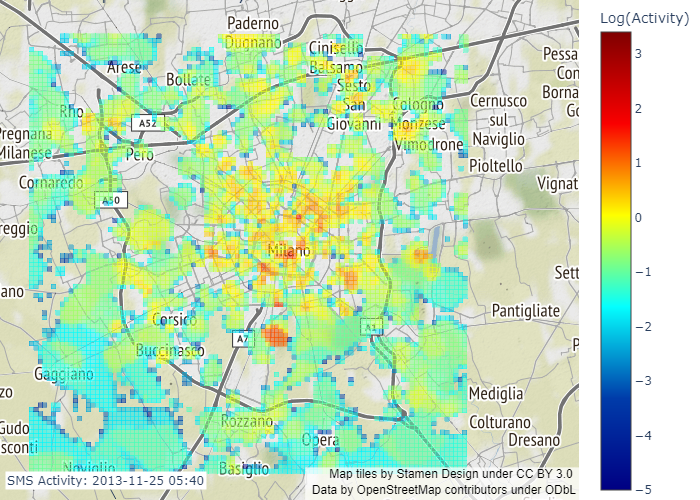 Log(Activity)
3
2
1
0
−1
−2
−3
−4
−5
Paderno
Dugnano
Cinisello
Balsamo
Sesto
San
Giovanni
Arese
Bollate
Rho
A52
Pero
Pregnana
Milanese
Cornaredo
A50
reggio
Cologno
Monzese
Vimodrone
Cernusco
sul
Naviglio
Pioltello
Pessa
Con
Borna
Go
Vignat
Milano
Sett
Pantigliate
ano
Corsico
Buccinasco
A7
A1
Gaggiano
zo
Gudo
sconti
Noviglio
Rozzano
Opera
Basiglio
Mediglia
Colturano
Dresano
P
SMS Activity: 2013-11-25 05:40
Map tiles by Stamen Design under CC BY 3.0
Data by OpenStreetMap contributors under ODbL